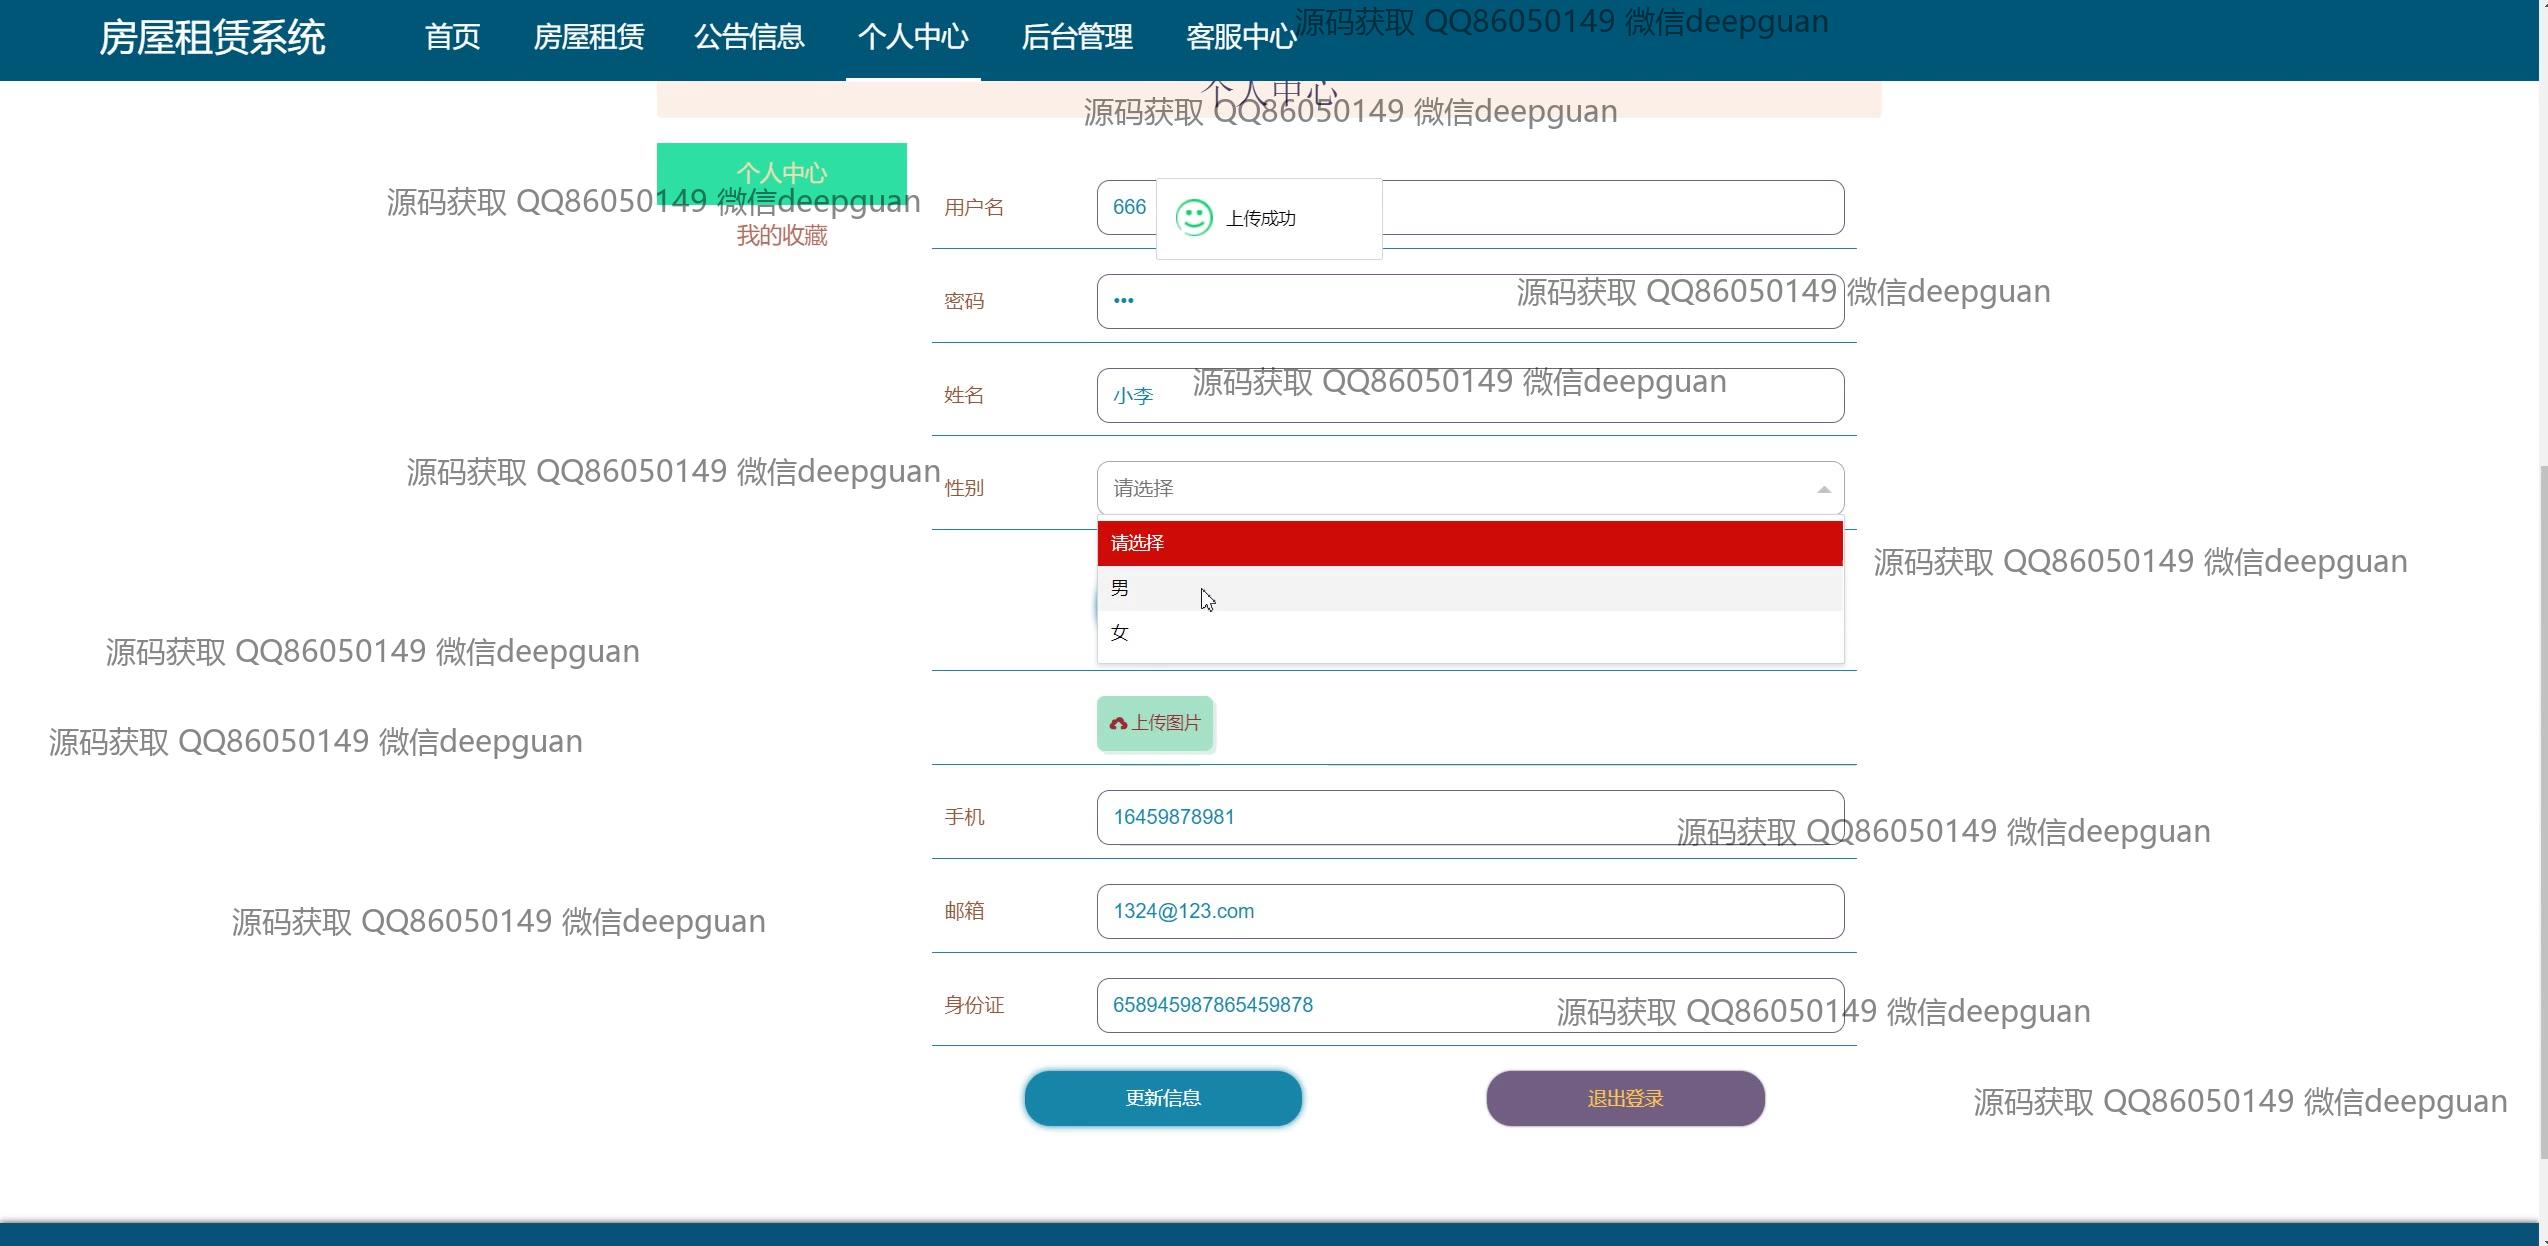 房屋租赁系统 首页 房屋租赁 公告信息 个人中心 后台管理 客服中心
源码获取 QQ86050149 微信deepguan
个人中心
源码获取 QQ86050149 微信deepguan
个人中心
源码获取 QQ86050149 微信deepguan
我的收藏
用户名 666
上传成功
密码 •••
源码获取 QQ86050149 微信deepguan
姓名 小李
源码获取 QQ86050149 微信deepguan
源码获取 QQ86050149 微信deepguan
性别 请选择
请选择
男
女
源码获取 QQ86050149 微信deepguan
源码获取 QQ86050149 微信deepguan
上传图片
源码获取 QQ86050149 微信deepguan
手机 16459878981
源码获取 QQ86050149 微信deepguan
邮箱 1324@123.com
源码获取 QQ86050149 微信deepguan
身份证 658945987865459878
源码获取 QQ86050149 微信deepguan
更新信息 退出登录
源码获取 QQ86050149 微信deepguan